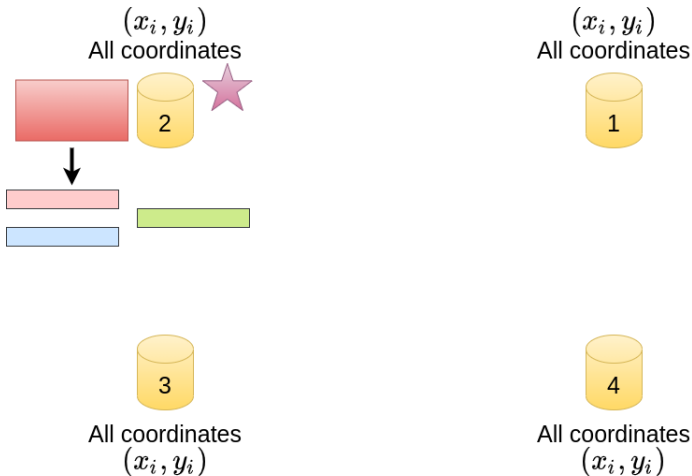 (x_i, y_i)
All coordinates
2
(x_i, y_i)
All coordinates
1
3
All coordinates
(x_i, y_i)
4
All coordinates
(x_i, y_i)